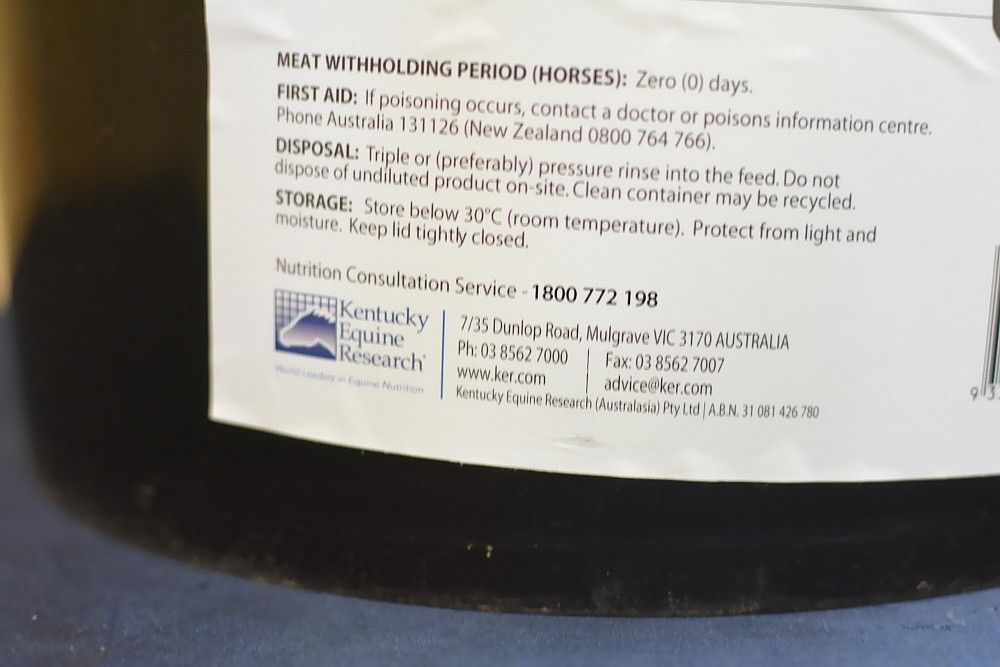 MEAT WITHHOLDING PERIOD (HORSES): Zero (0) days.
FIRST AID: If poisoning occurs, contact a doctor or poisons information centre.
Phone Australia 131126 (New Zealand 0800 764 766).
DISPOSAL: Triple or (preferably) pressure rinse into the feed. Do not
dispose of undiluted product on-site. Clean container may be recycled.
STORAGE: Store below 30°C (room temperature). Protect from light and
moisture. Keep lid tightly closed.
Nutrition Consultation Service - 1800 772 198
Kentucky
Equine
Research
World Leaders in Equine Nutrition
7/35 Dunlop Road, Mulgrave VIC 3170 AUSTRALIA
Ph: 03 8562 7000 | Fax: 03 8562 7007
www.ker.com | advice@ker.com
Kentucky Equine Research (Australasia) Pty Ltd | A.B.N. 31 081 426 780